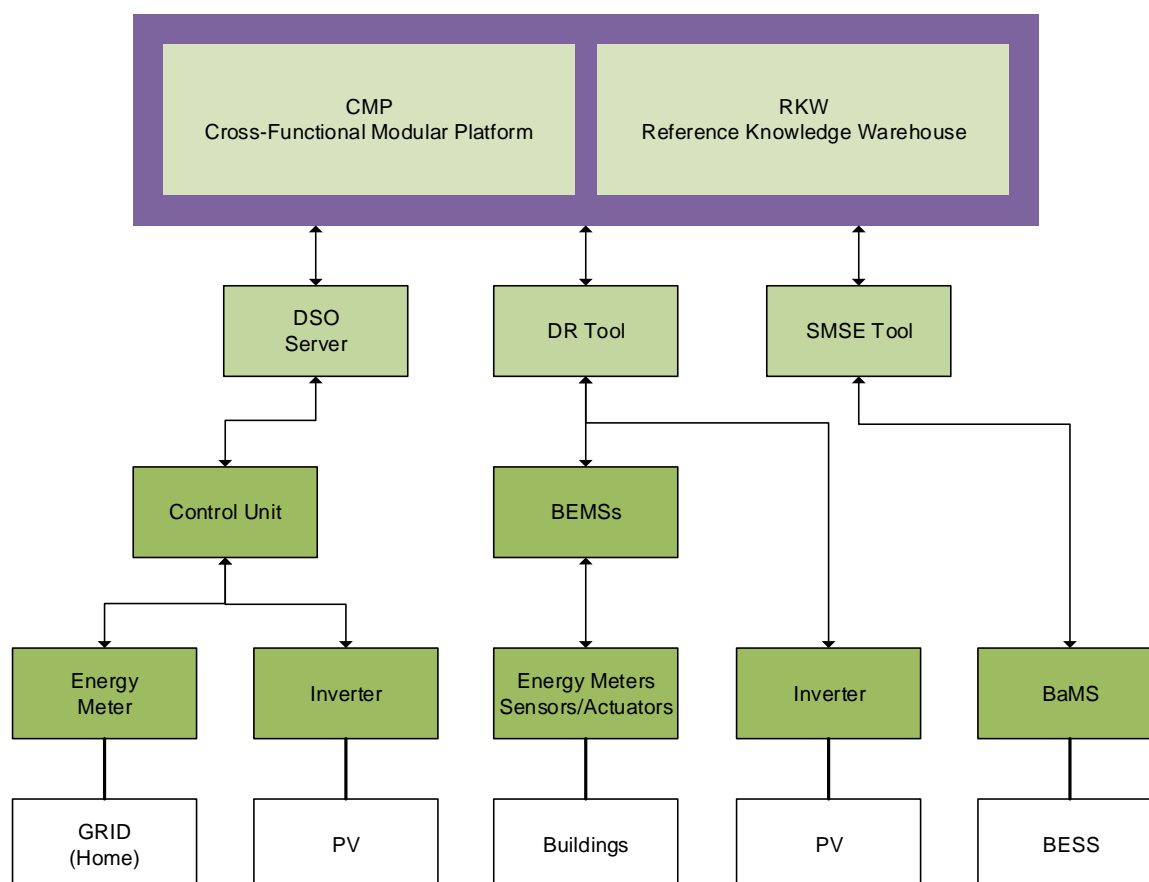 CMP
Cross-Functional Modular Platform
RKW
Reference Knowledge Warehouse
DSO
Server
DR Tool
SMSE Tool
Control Unit
BEMSs
Energy
Meter
Inverter
Energy Meters
Sensors/Actuators
Inverter
BaMS
GRID
(Home)
PV
Buildings
PV
BESS